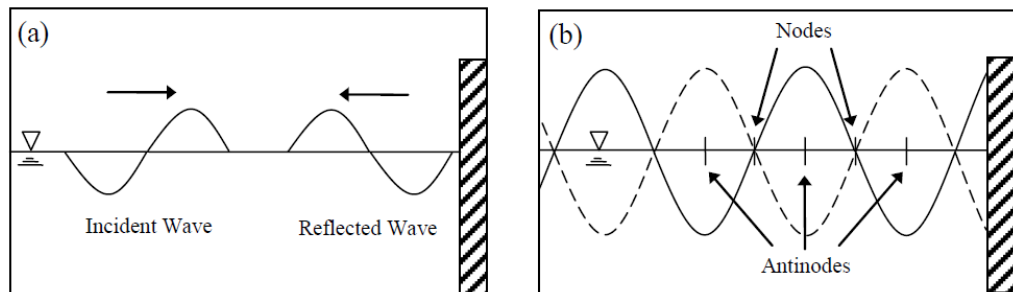 (a)
Incident Wave
Reflected Wave
(b)
Nodes
Antinodes